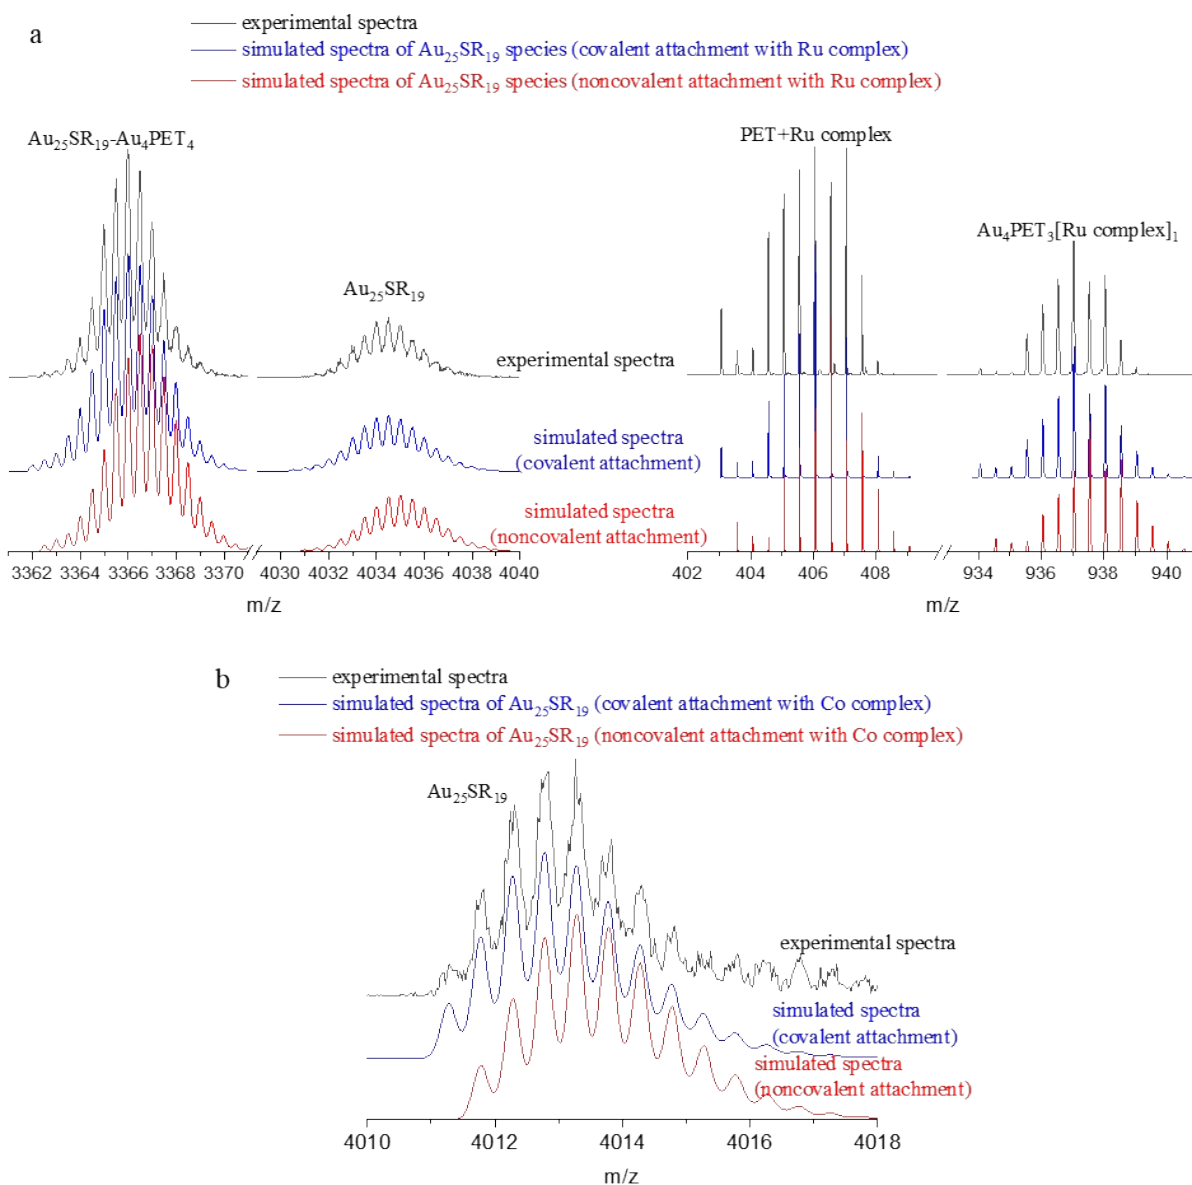 a
experimental spectra
simulated spectra of Au₂₅SR₁₉ species (covalent attachment with Ru complex)
simulated spectra of Au₂₅SR₁₉ species (noncovalent attachment with Ru complex)
Au₂₅SR₁₉-Au₄PET₄
PET+Ru complex
Au₂₅SR₁₉
Au₄PET₃[Ru complex]₁
experimental spectra
simulated spectra
(covalent attachment)
simulated spectra
(noncovalent attachment)
3362 3364 3366 3368 3370 4030 4032 4034 4036 4038 4040
402 404 406 408 934 936 938 940
m/z
m/z
b
experimental spectra
simulated spectra of Au₂₅SR₁₉ (covalent attachment with Co complex)
simulated spectra of Au₂₅SR₁₉ (noncovalent attachment with Co complex)
Au₂₅SR₁₉
experimental spectra
simulated spectra
(covalent attachment)
simulated spectra
(noncovalent attachment)
4010 4012 4014 4016 4018
m/z